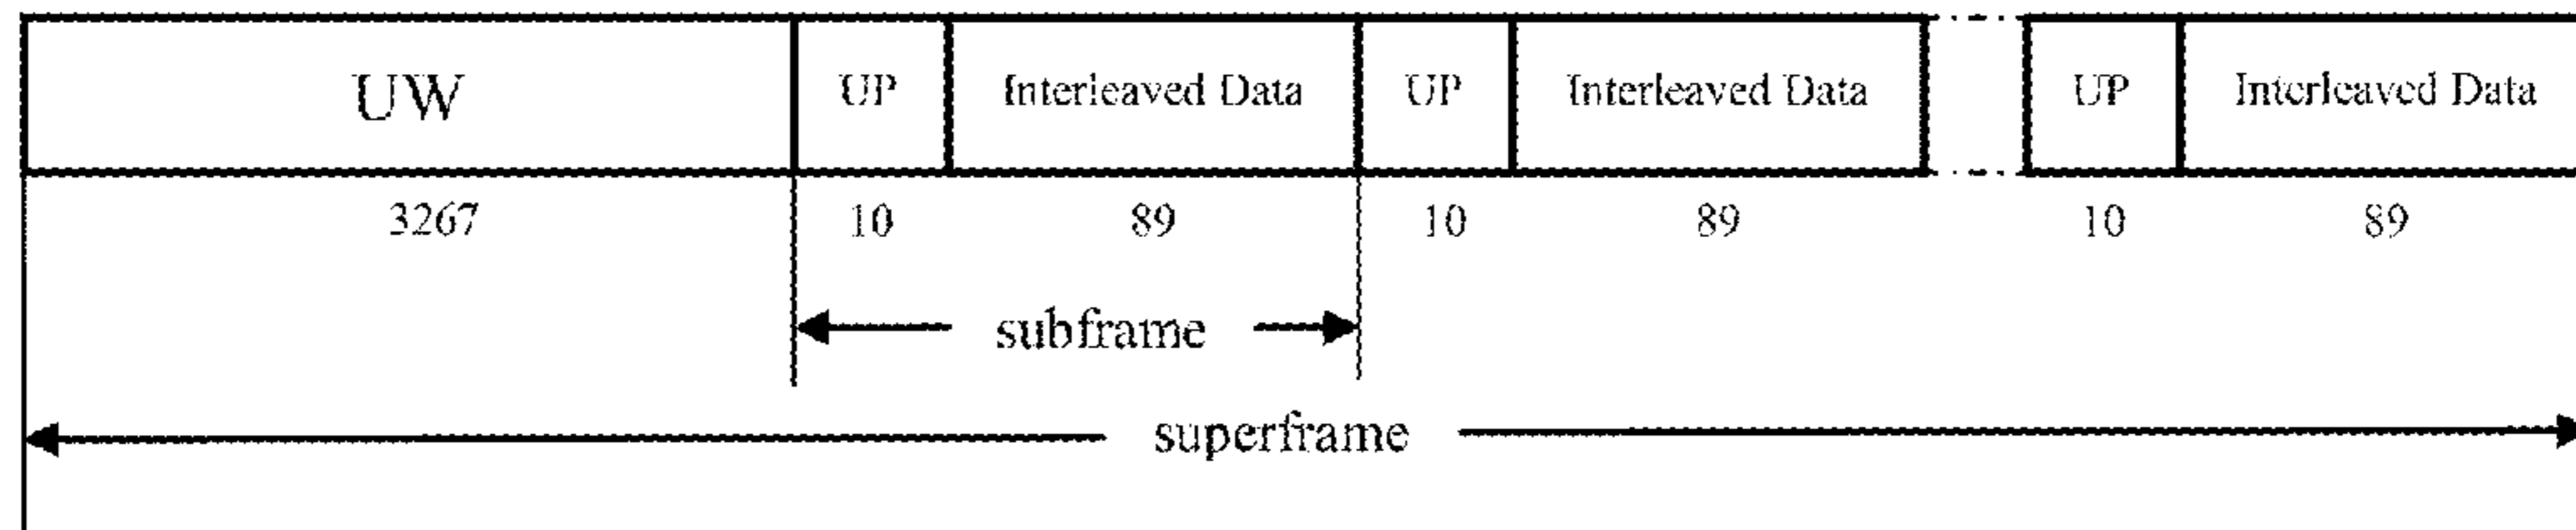 UW UP Interleaved Data UP Interleaved Data UP Interleaved Data
3267 10 89 10 89 10 89
subframe
superframe